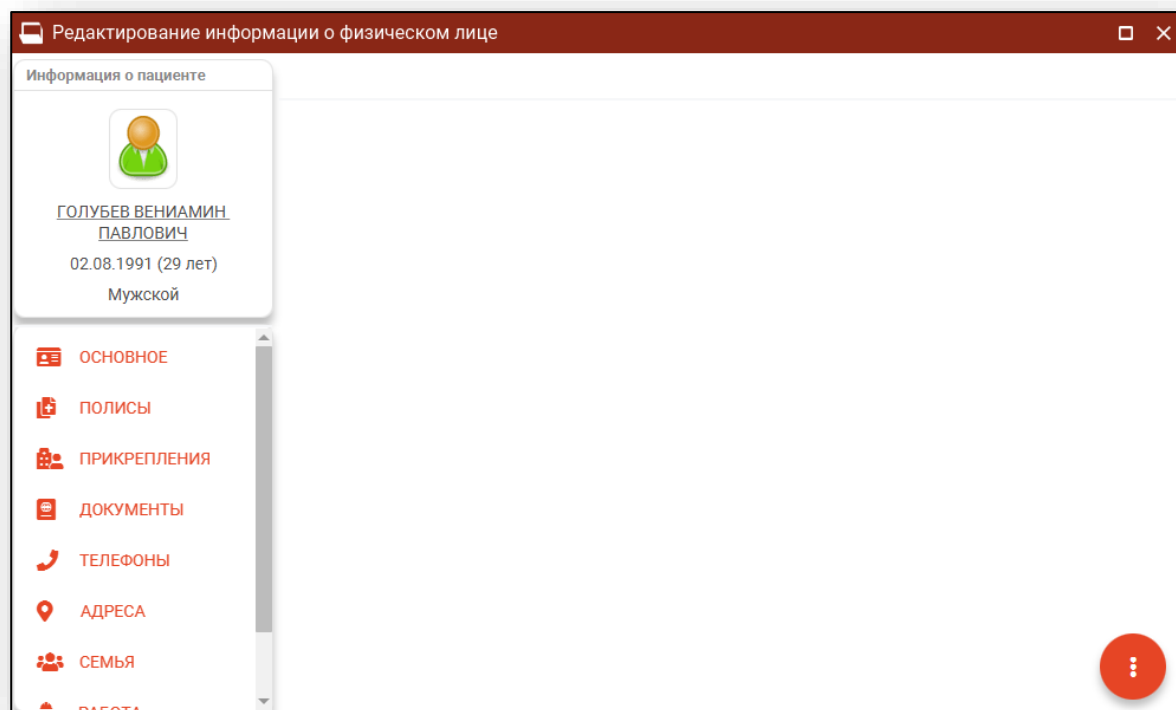 Редактирование информации о физическом лице
Информация о пациенте
ГОЛУБЕВ ВЕНИАМИН
ПАВЛОВИЧ
02.08.1991 (29 лет)
Мужской
ОСНОВНОЕ
ПОЛИСЫ
ПРИКРЕПЛЕНИЯ
ДОКУМЕНТЫ
ТЕЛЕФОНЫ
АДРЕСА
СЕМЬЯ
РАБОТА